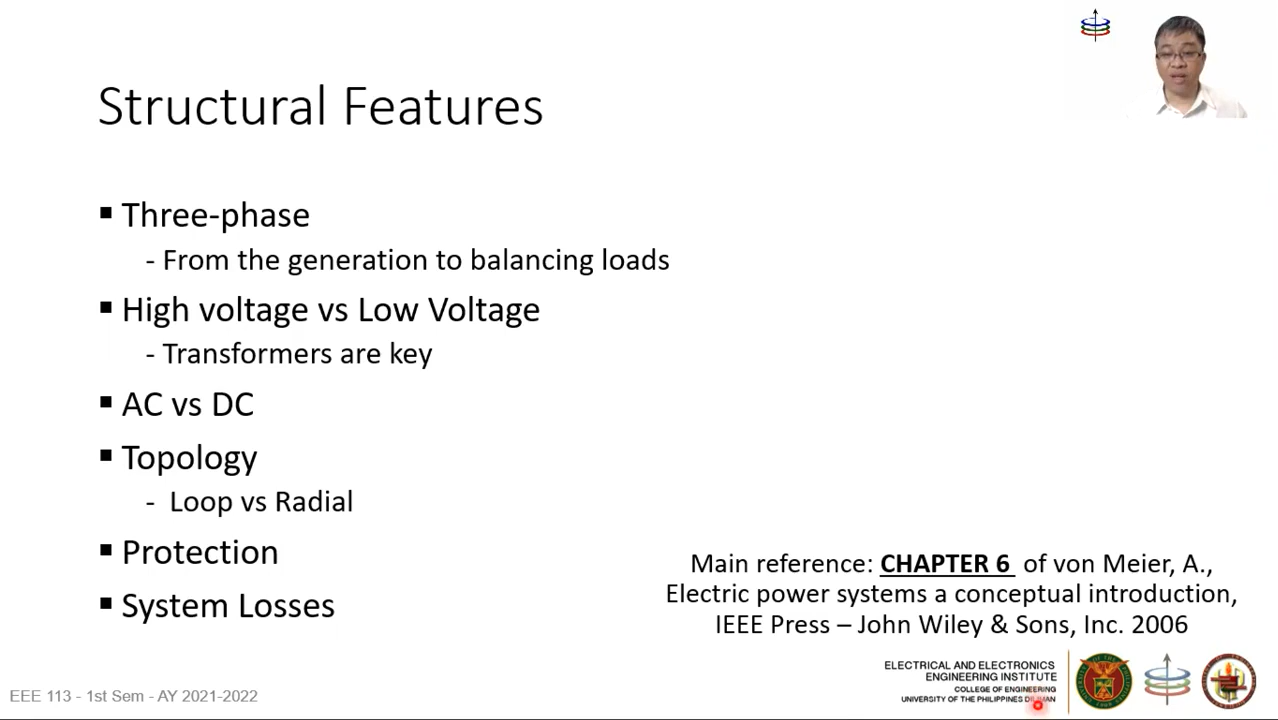 Structural Features
▪ Three-phase
- From the generation to balancing loads
▪ High voltage vs Low Voltage
- Transformers are key
▪ AC vs DC
▪ Topology
- Loop vs Radial
▪ Protection
▪ System Losses
Main reference: CHAPTER 6 of von Meier, A.,
Electric power systems a conceptual introduction,
IEEE Press – John Wiley & Sons, Inc. 2006
ELECTRICAL AND ELECTRONICS
ENGINEERING INSTITUTE
COLLEGE OF ENGINEERING
UNIVERSITY OF THE PHILIPPINES DILIMAN
EEE 113 - 1st Sem - AY 2021-2022